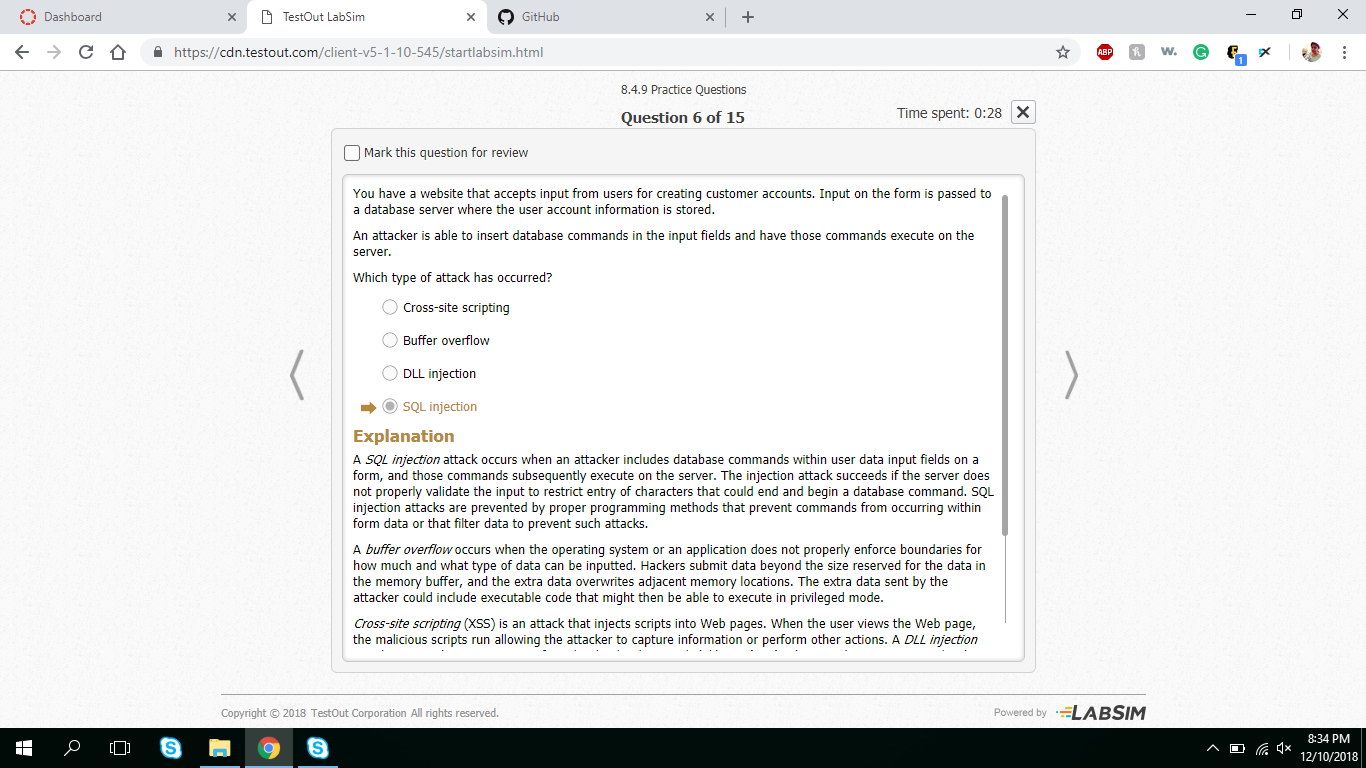 Dashboard
TestOut LabSim
GitHub
https://cdn.testout.com/client-v5-1-10-545/startlabsim.html
ABP
w.
1
8.4.9 Practice Questions
Question 6 of 15
Time spent: 0:28
Mark this question for review
You have a website that accepts input from users for creating customer accounts. Input on the form is passed to
a database server where the user account information is stored.
An attacker is able to insert database commands in the input fields and have those commands execute on the
server.
Which type of attack has occurred?
Cross-site scripting
Buffer overflow
DLL injection
SQL injection
Explanation
A SQL injection attack occurs when an attacker includes database commands within user data input fields on a
form, and those commands subsequently execute on the server. The injection attack succeeds if the server does
not properly validate the input to restrict entry of characters that could end and begin a database command. SQL
injection attacks are prevented by proper programming methods that prevent commands from occurring within
form data or that filter data to prevent such attacks.
A buffer overflow occurs when the operating system or an application does not properly enforce boundaries for
how much and what type of data can be inputted. Hackers submit data beyond the size reserved for the data in
the memory buffer, and the extra data overwrites adjacent memory locations. The extra data sent by the
attacker could include executable code that might then be able to execute in privileged mode.
Cross-site scripting (XSS) is an attack that injects scripts into Web pages. When the user views the Web page,
the malicious scripts run allowing the attacker to capture information or perform other actions. A DLL injection
Copyright © 2018 TestOut Corporation All rights reserved.
Powered by LABSIM
8:34 PM
12/10/2018